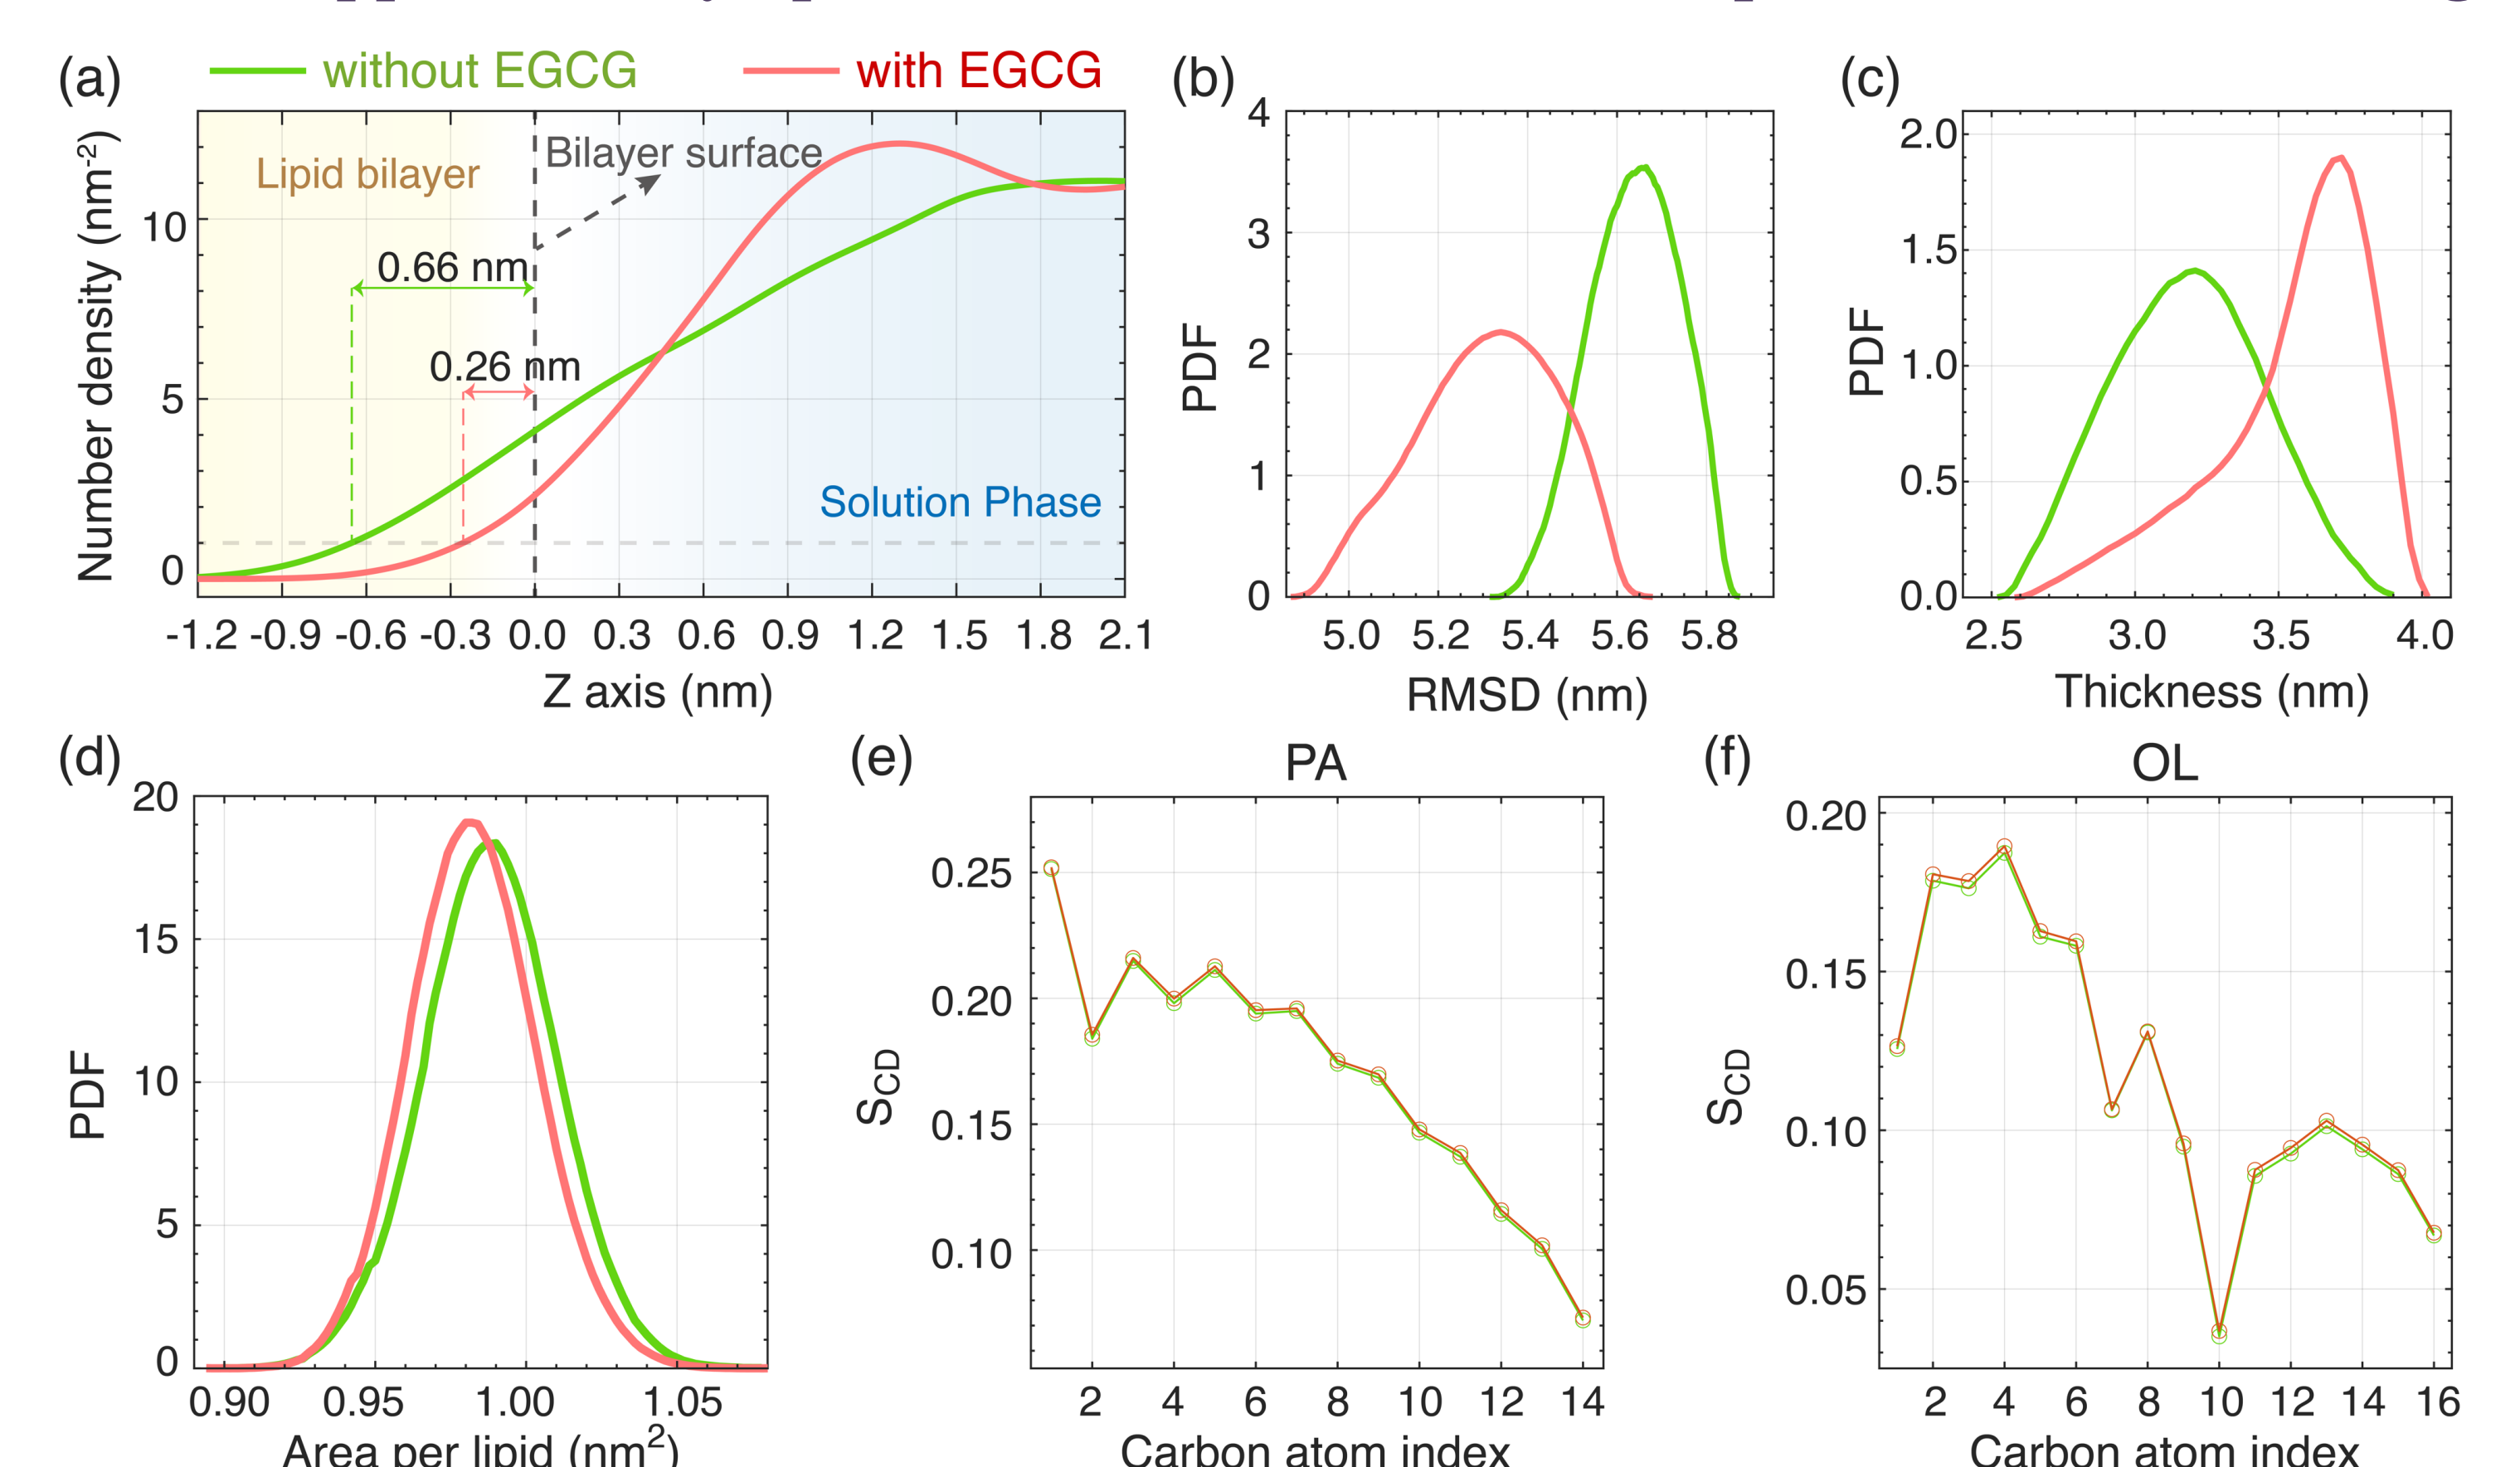 (a)
without EGCG
with EGCG
Number density (nm-2)
10
5
0
Lipid bilayer
Bilayer surface
0.66 nm
0.26 nm
Solution Phase
-1.2 -0.9 -0.6 -0.3 0.0 0.3 0.6 0.9 1.2 1.5 1.8 2.1
Z axis (nm)
(b)
PDF
4
3
2
1
0
5.0 5.2 5.4 5.6 5.8
RMSD (nm)
(c)
PDF
2.0
1.5
1.0
0.5
0.0
2.5 3.0 3.5 4.0
Thickness (nm)
(d)
PDF
20
15
10
5
0
0.90 0.95 1.00 1.05
Area per lipid (nm2)
(e)
PA
SCD
0.25
0.20
0.15
0.10
2 4 6 8 10 12 14
Carbon atom index
(f)
OL
SCD
0.20
0.15
0.10
0.05
2 4 6 8 10 12 14 16
Carbon atom index